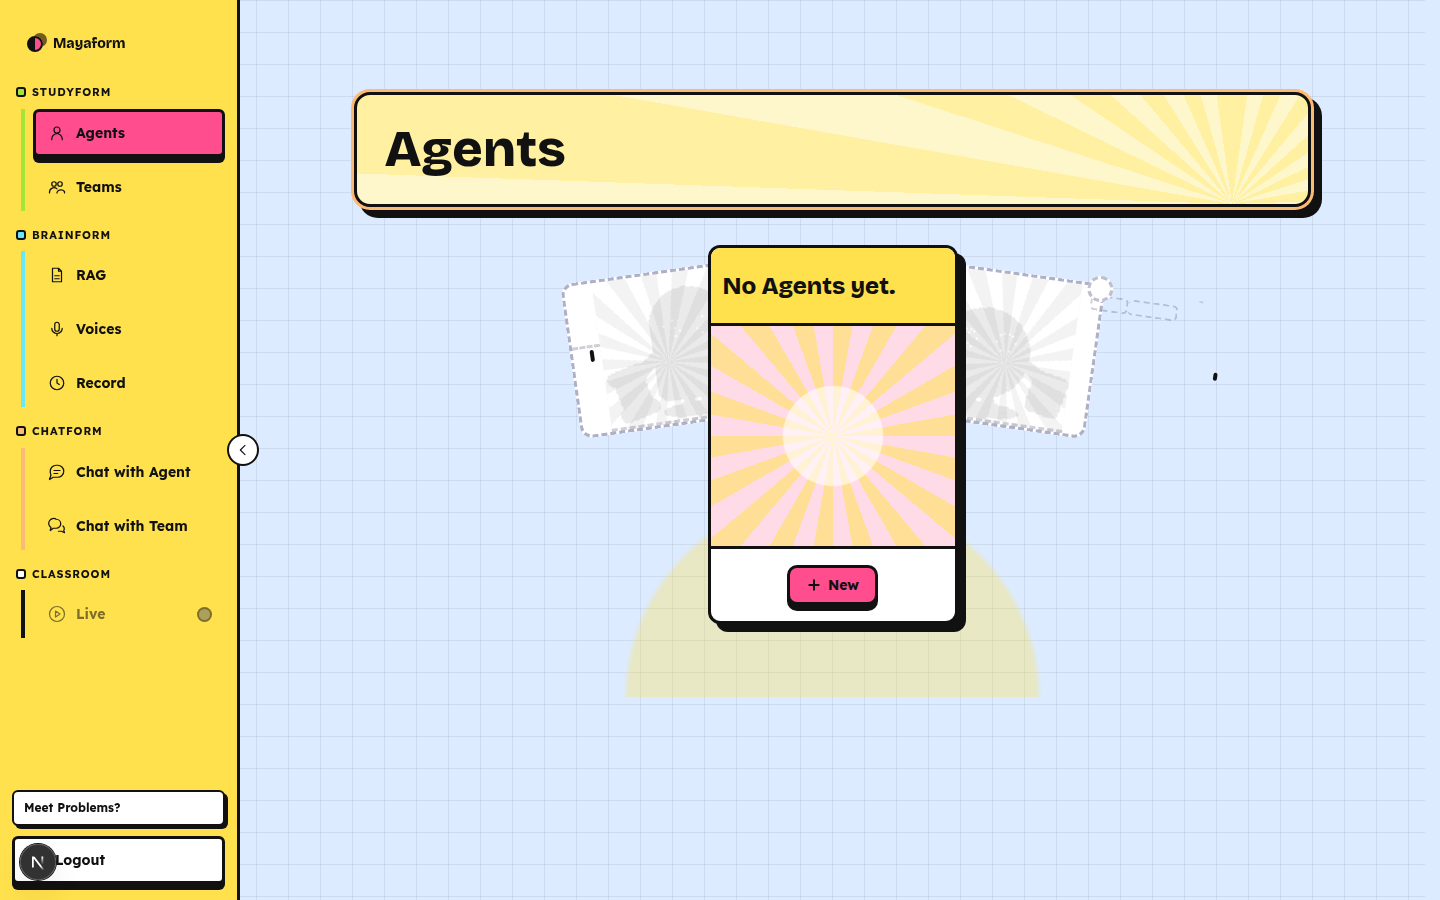 Mayaform
STUDYFORM
Agents
Teams
BRAINFORM
RAG
Voices
Record
CHATFORM
Chat with Agent
Chat with Team
CLASSROOM
Live
Meet Problems?
N
Logout
Agents
No Agents yet.
+ New